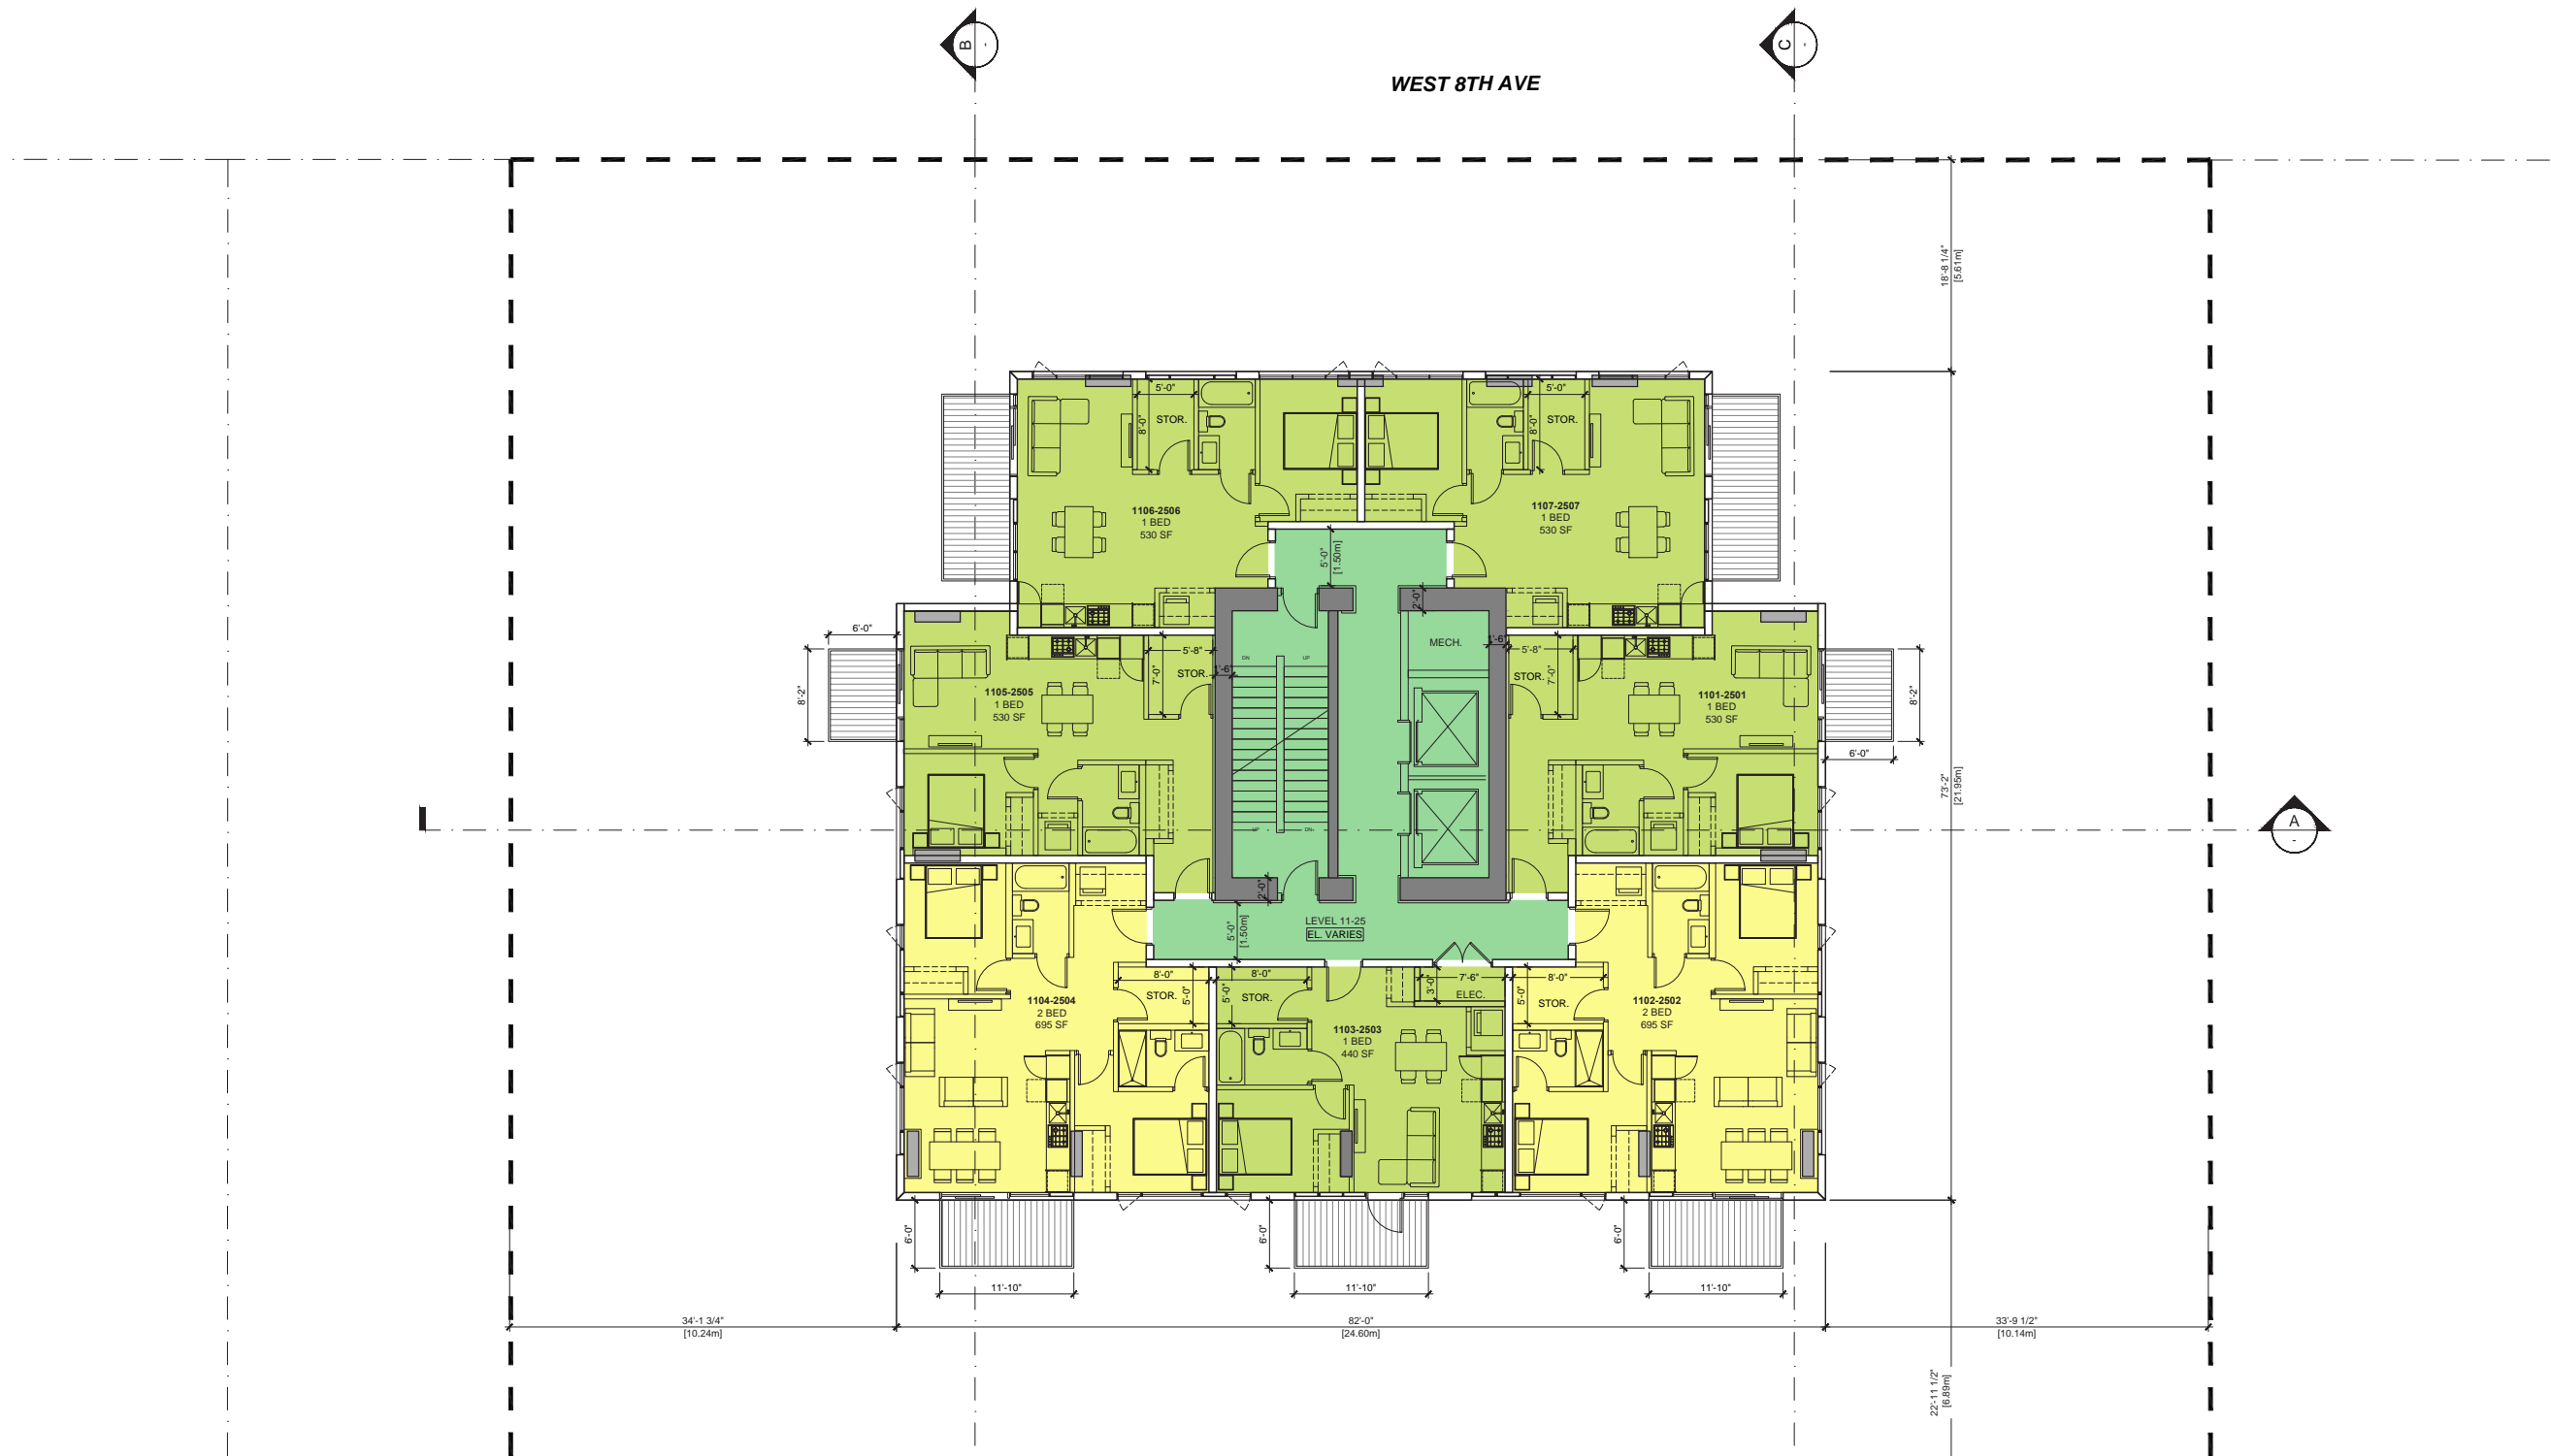 B
-
C
-
WEST 8TH AVE
18'-8 1/4"
[5.61m]
5'-0"
8'-0"
STOR.
5'-0"
8'-0"
STOR.
1106-2506
1 BED
530 SF
1107-2507
1 BED
530 SF
5'-0"
[1.50m]
2'-0"
6'-0"
8'-2"
5'-8"
7'-0"
STOR.
1'-6"
DN
UP
MECH.
1'-6"
5'-8"
7'-0"
STOR.
1105-2505
1 BED
530 SF
1101-2501
1 BED
530 SF
8'-2"
6'-0"
73'-2"
[21.95m]
UP
DN
A
-
2'-0"
5'-0"
[1.50m]
LEVEL 11-25
EL. VARIES
8'-0"
5'-0"
STOR.
8'-0"
5'-0"
STOR.
3'-0"
7'-6"
ELEC.
8'-0"
5'-0"
STOR.
1104-2504
2 BED
695 SF
1103-2503
1 BED
440 SF
1102-2502
2 BED
695 SF
6'-0"
6'-0"
6'-0"
11'-10"
11'-10"
11'-10"
34'-1 3/4"
[10.24m]
82'-0"
[24.60m]
33'-9 1/2"
[10.14m]
22'-11 1/2"
[6.89m]